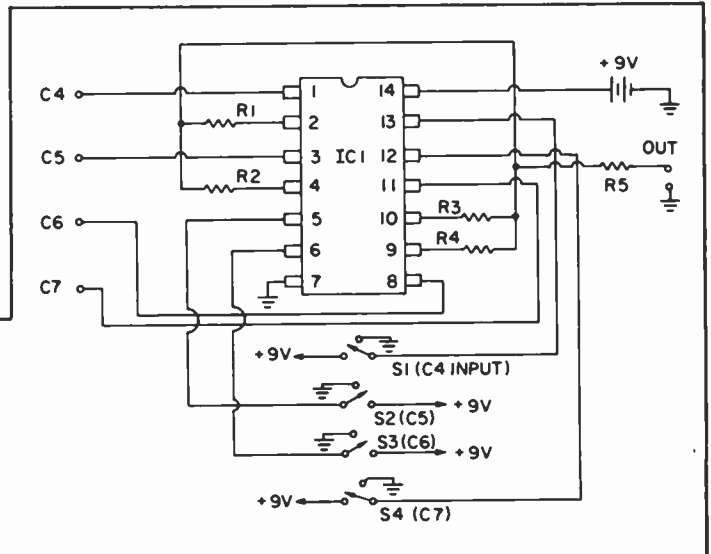 +9V
C4
1
14
R1
2
13
OUT
C5
3
IC1
12
R2
4
11
R5
C6
5
10
R3
6
9
R4
C7
7
8
+9V
S1 (C4 INPUT)
S2 (C5)
+9V
S3 (C6)
+9V
+9V
S4 (C7)